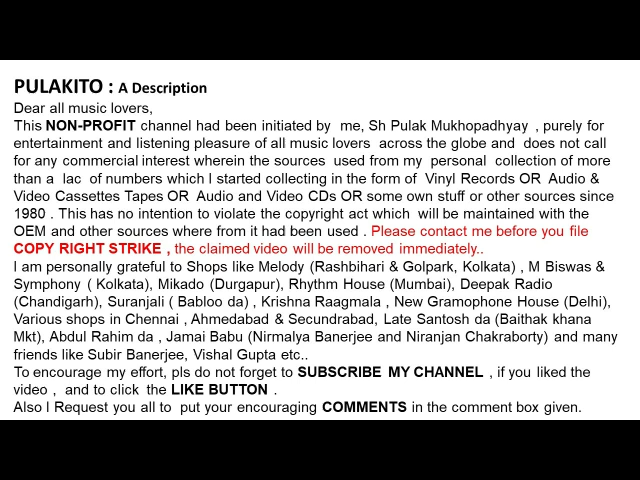 PULAKITO : A Description
Dear all music lovers,
This NON-PROFIT channel had been initiated by me, Sh Pulak Mukhopadhyay , purely for
entertainment and listening pleasure of all music lovers across the globe and does not call
for any commercial interest wherein the sources used from my personal collection of more
than a lac of numbers which I started collecting in the form of Vinyl Records OR Audio &
Video Cassettes Tapes OR Audio and Video CDs OR some own stuff or other sources since
1980 . This has no intention to violate the copyright act which will be maintained with the
OEM and other sources where from it had been used . Please contact me before you file
COPY RIGHT STRIKE , the claimed video will be removed immediately..
I am personally grateful to Shops like Melody (Rashbihari & Golpark, Kolkata) , M Biswas &
Symphony ( Kolkata), Mikado (Durgapur), Rhythm House (Mumbai), Deepak Radio
(Chandigarh), Suranjali ( Babloo da) , Krishna Raagmala , New Gramophone House (Delhi),
Various shops in Chennai , Ahmedabad & Secundrabad, Late Santosh da (Baithak khana
Mkt), Abdul Rahim da , Jamai Babu (Nirmalya Banerjee and Niranjan Chakraborty) and many
friends like Subir Banerjee, Vishal Gupta etc..
To encourage my effort, pls do not forget to SUBSCRIBE MY CHANNEL , if you liked the
video , and to click the LIKE BUTTON .
Also I Request you all to put your encouraging COMMENTS in the comment box given.